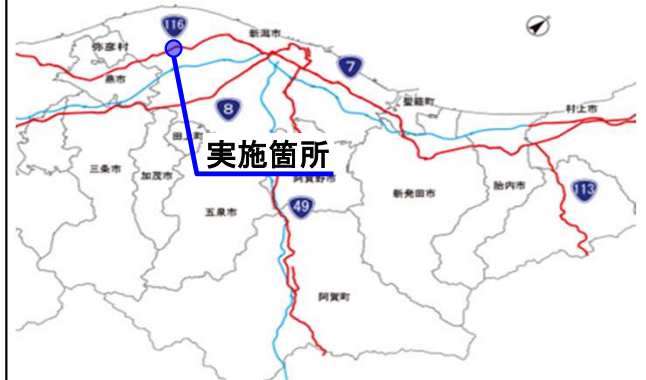 116
新潟市
弥彦村
7
燕市
聖籠町
村上市
8
田上町
実施箇所
三条市
加茂市
阿賀野市
新発田市
胎内市
113
五泉市
49
阿賀町